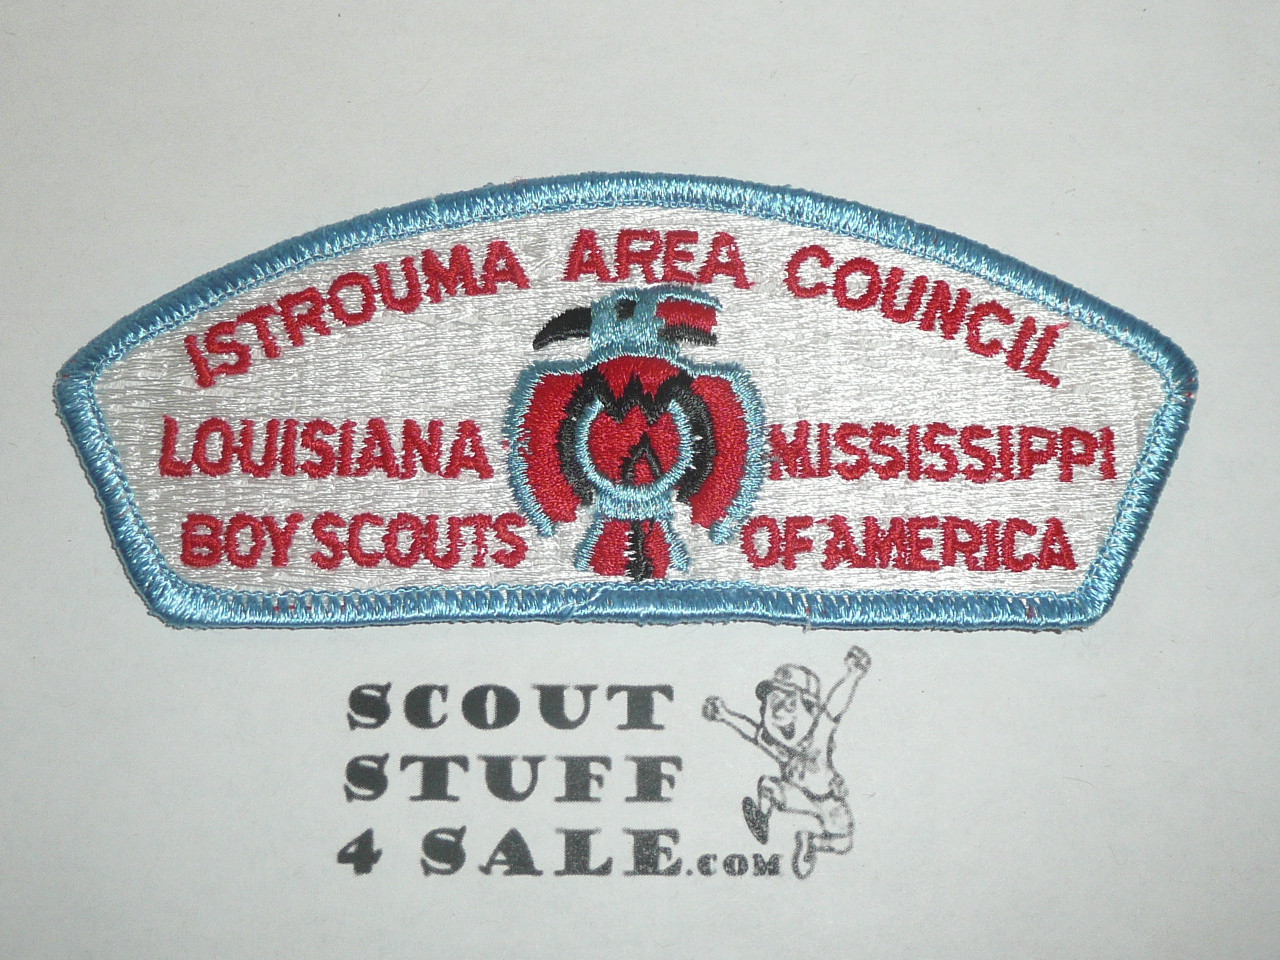 ISTROUMA AREA COUNCIL
LOUISIANA MISSISSIPPI
BOY SCOUTS OF AMERICA
SCOUT
STUFF
4 SALE.COM